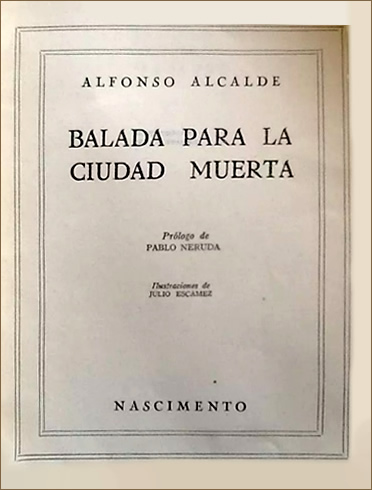 ALFONSO ALCALDE
BALADA PARA LA
CIUDAD MUERTA
Prólogo de
PABLO NERUDA
Ilustraciones de
JULIO ESCAMEZ
NASCIMENTO